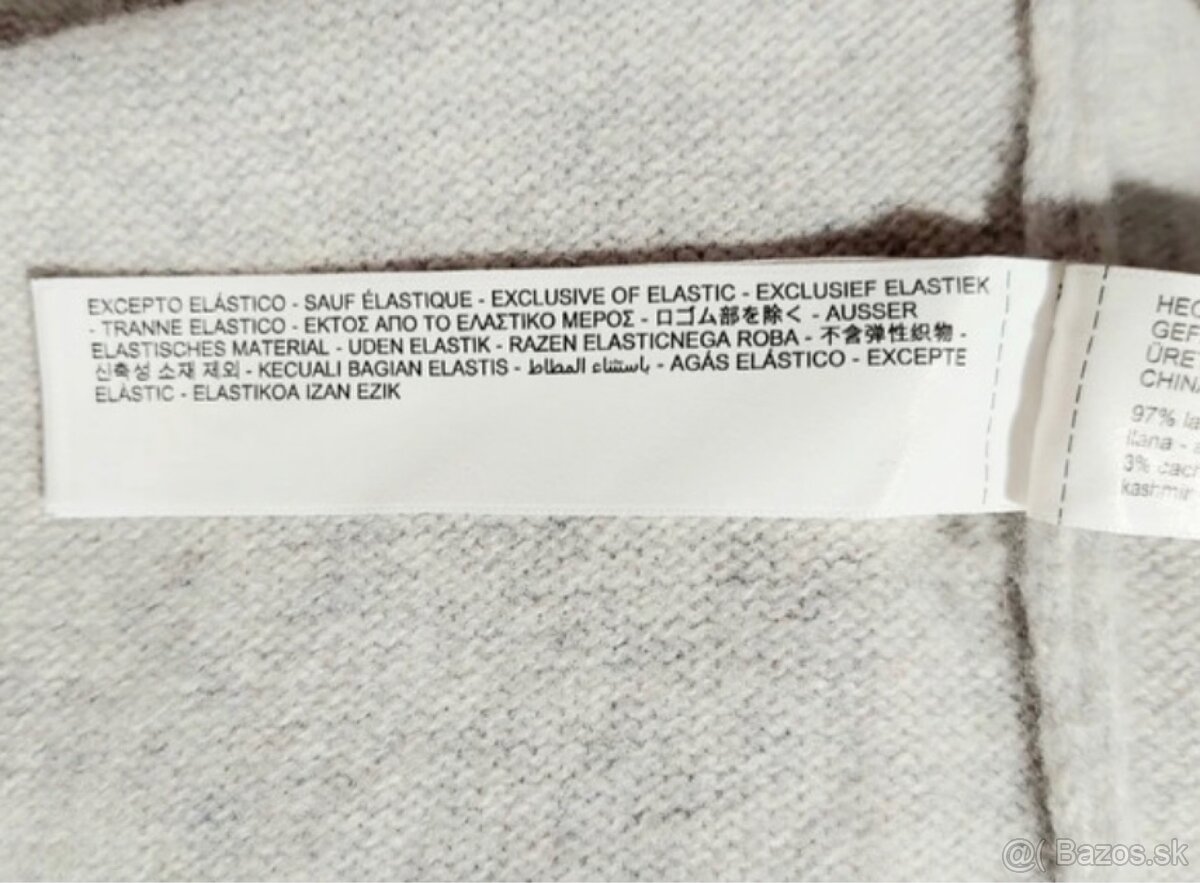 EXCEPTO ELÁSTICO - SAUF ÉLASTIQUE - EXCLUSIVE OF ELASTIC - EXCLUSIEF ELASTIEK
- TRANNE ELASTICO - ΕΚΤΟΣ ΑΠΟ ΤΟ ΕΛΑΣΤΙΚΟ ΜΕΡΟΣ - ロゴム部を除く - AUSSER
ELASTISCHES MATERIAL - UDEN ELASTIK - RAZEN ELASTICNEGA ROBA - 不含弹性织物 -
신축성 소재 제외 - KECUALI BAGIAN ELASTIS - باستثناء المطاط - AGÁS ELÁSTICO - EXCEPTE
ELÀSTIC - ELASTIKOA IZAN EZIK
HEC
GEF
ÜRE
CHINA
97% la
ilana -
3% cac
kashmir
@( Bazos.sk